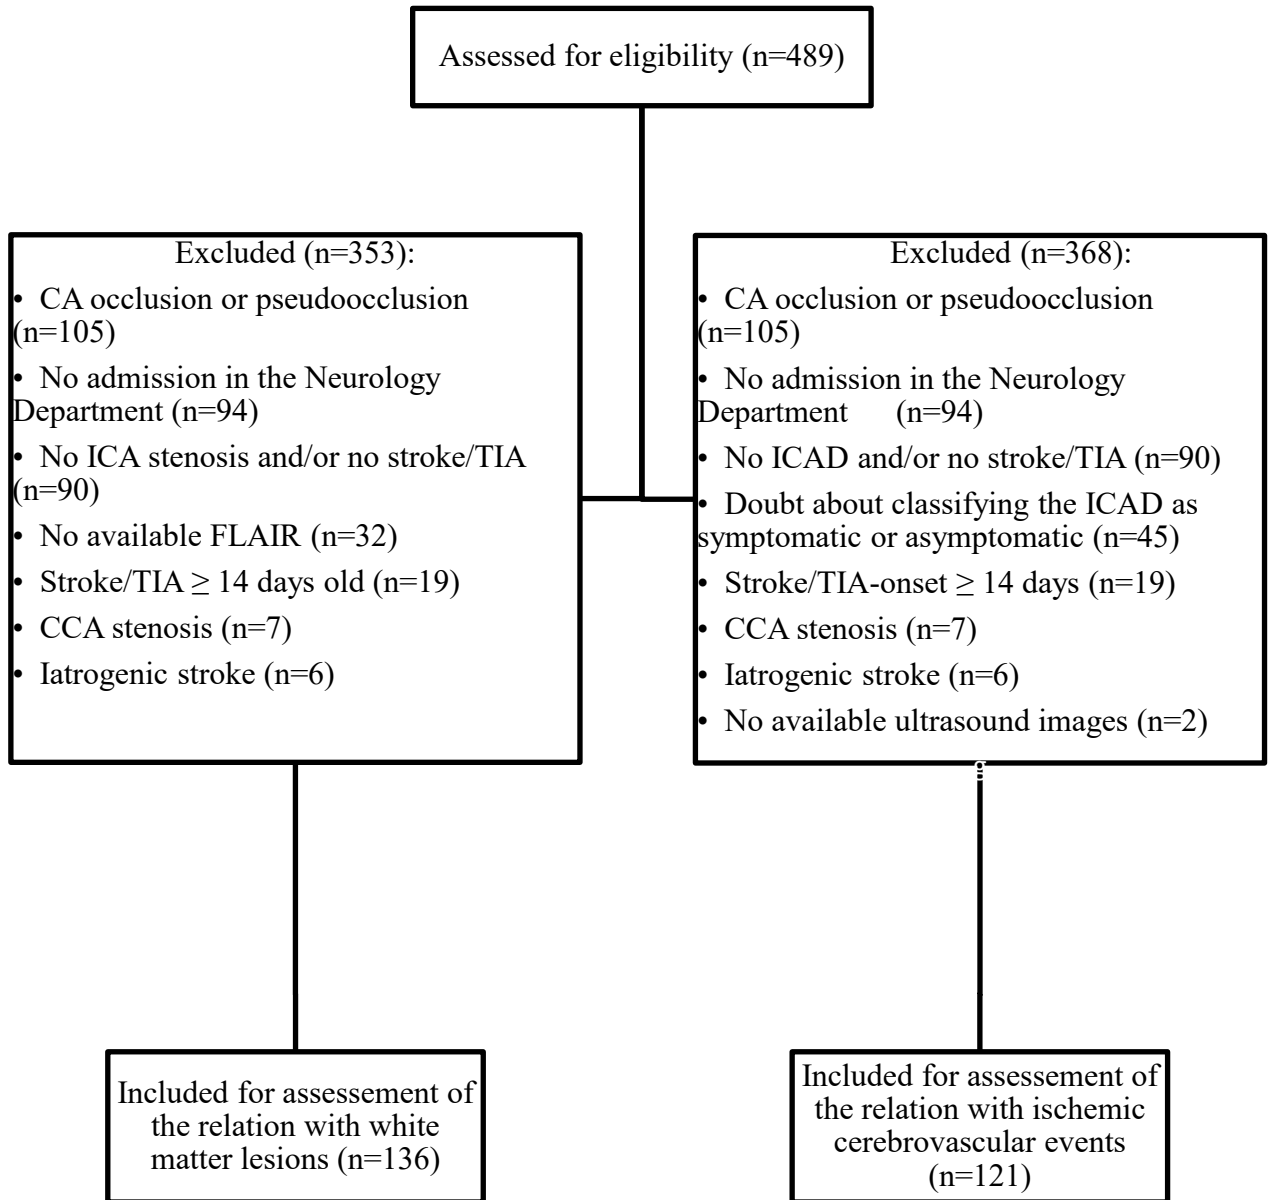 Assessed for eligibility (n=489)
Excluded (n=353):
• CA occlusion or pseudoocclusion
(n=105)
• No admission in the Neurology
Department (n=94)
• No ICA stenosis and/or no stroke/TIA
(n=90)
• No available FLAIR (n=32)
• Stroke/TIA ≥ 14 days old (n=19)
• CCA stenosis (n=7)
• Iatrogenic stroke (n=6)
Excluded (n=368):
• CA occlusion or pseudoocclusion
(n=105)
• No admission in the Neurology
Department (n=94)
• No ICAD and/or no stroke/TIA (n=90)
• Doubt about classifying the ICAD as
symptomatic or asymptomatic (n=45)
• Stroke/TIA-onset ≥ 14 days (n=19)
• CCA stenosis (n=7)
• Iatrogenic stroke (n=6)
• No available ultrasound images (n=2)
Included for assessement of
the relation with white
matter lesions (n=136)
Included for assessement of
the relation with ischemic
cerebrovascular events
(n=121)